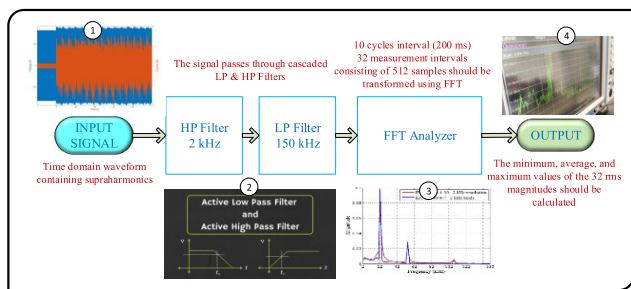 1
4
10 cycles interval (200 ms)
32 measurement intervals
consisting of 512 samples should be
transformed using FFT
The signal passes through cascaded
LP & HP Filters
INPUT
SIGNAL
HP Filter
2 kHz
LP Filter
150 kHz
FFT Analyzer
OUTPUT
Time domain waveform
containing supraharmonics
The minimum, average, and
maximum values of the 32 rms
magnitudes should be
calculated
2
Active Low Pass Filter
and
Active High Pass Filter
V
f
V
f
3
Frequency (kHz)